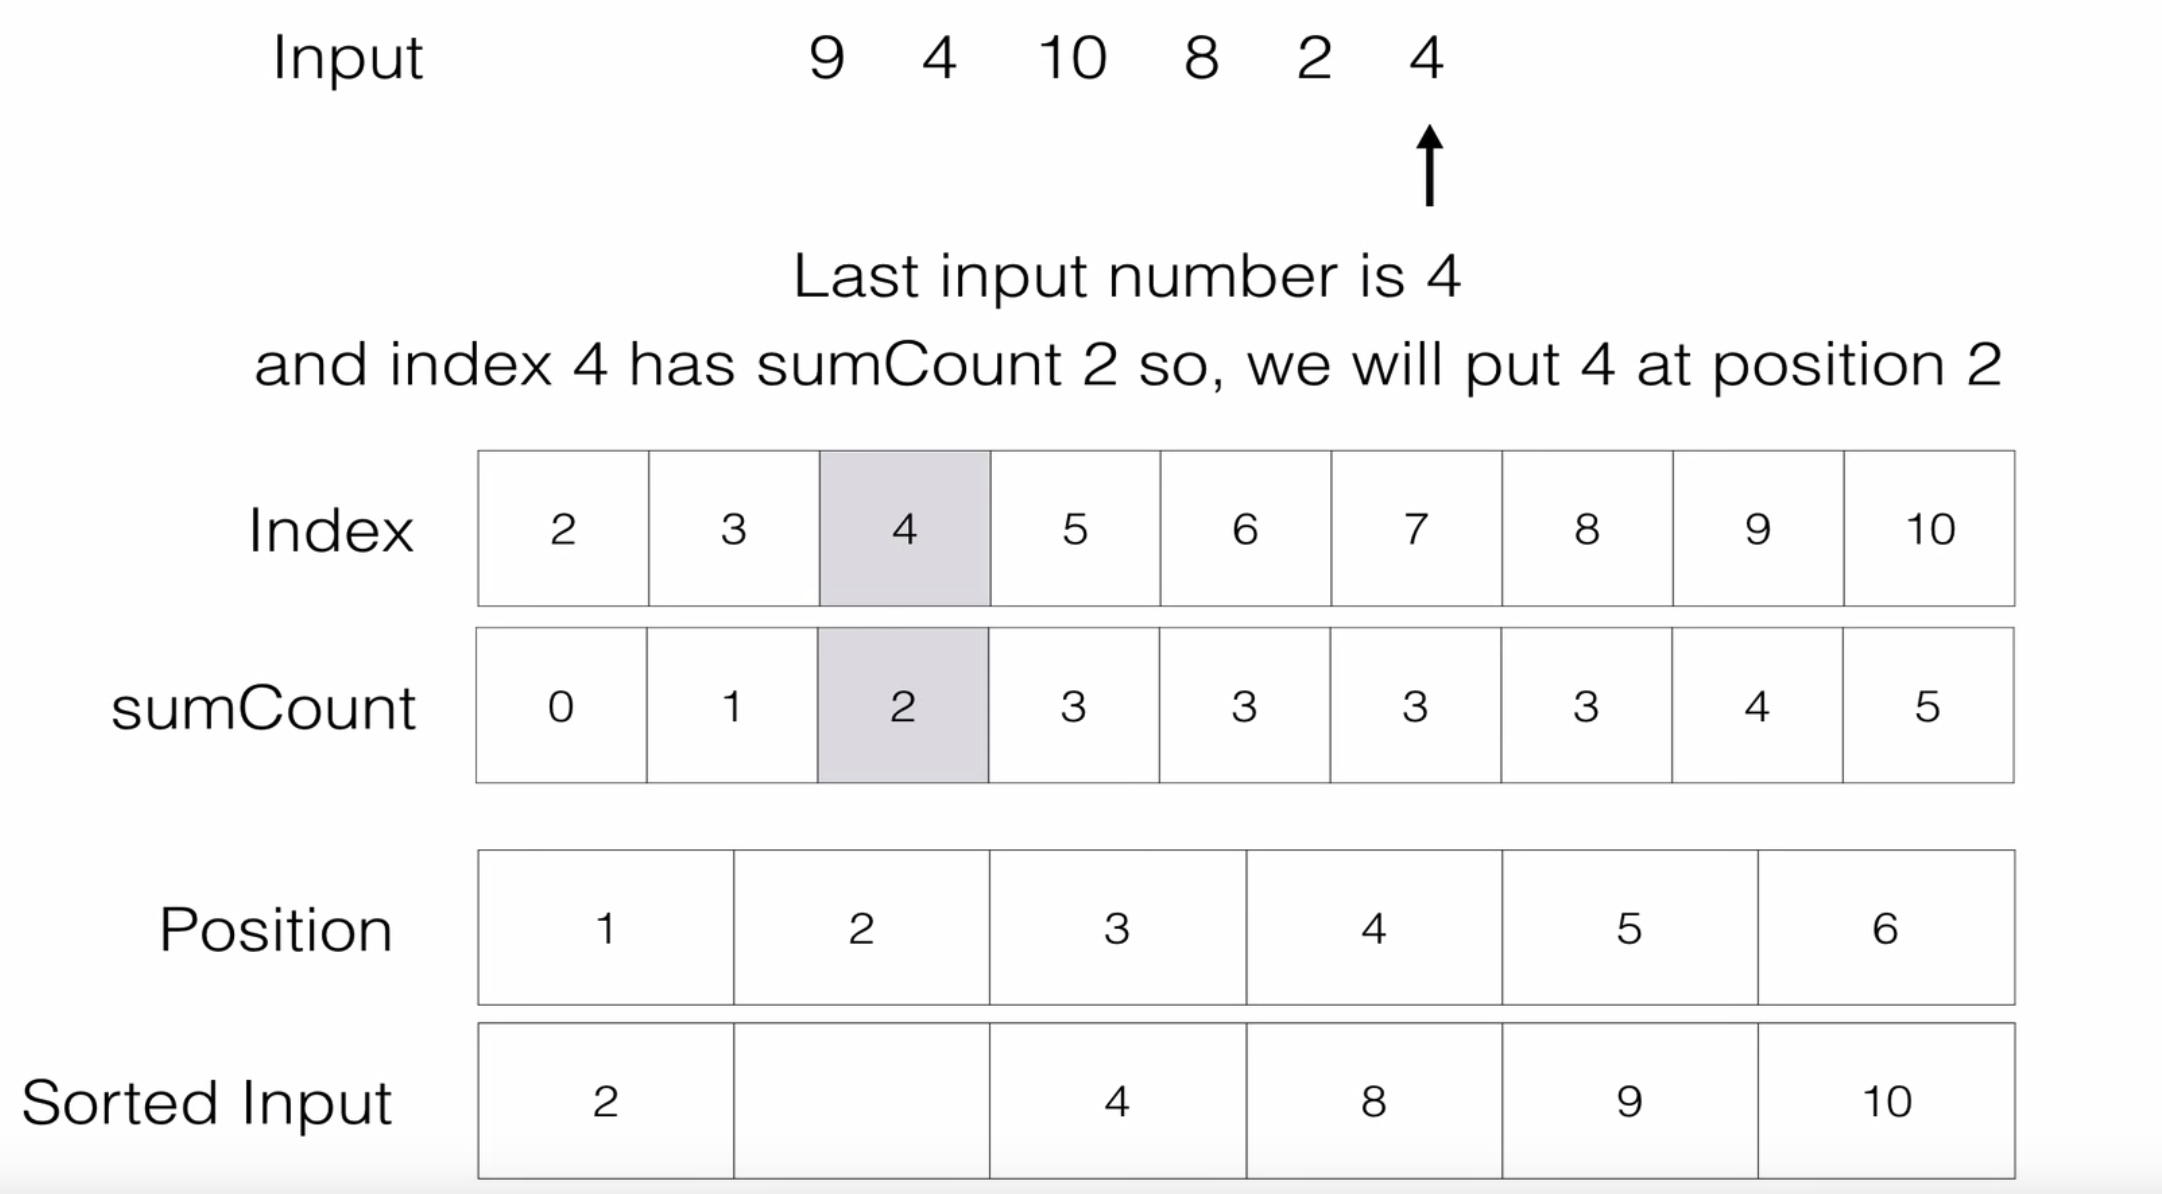 Input 9 4 10 8 2 4
Last input number is 4
and index 4 has sumCount 2 so, we will put 4 at position 2
Index 2 3 4 5 6 7 8 9 10
sumCount 0 1 2 3 3 3 3 4 5
Position 1 2 3 4 5 6
Sorted Input 2 4 8 9 10